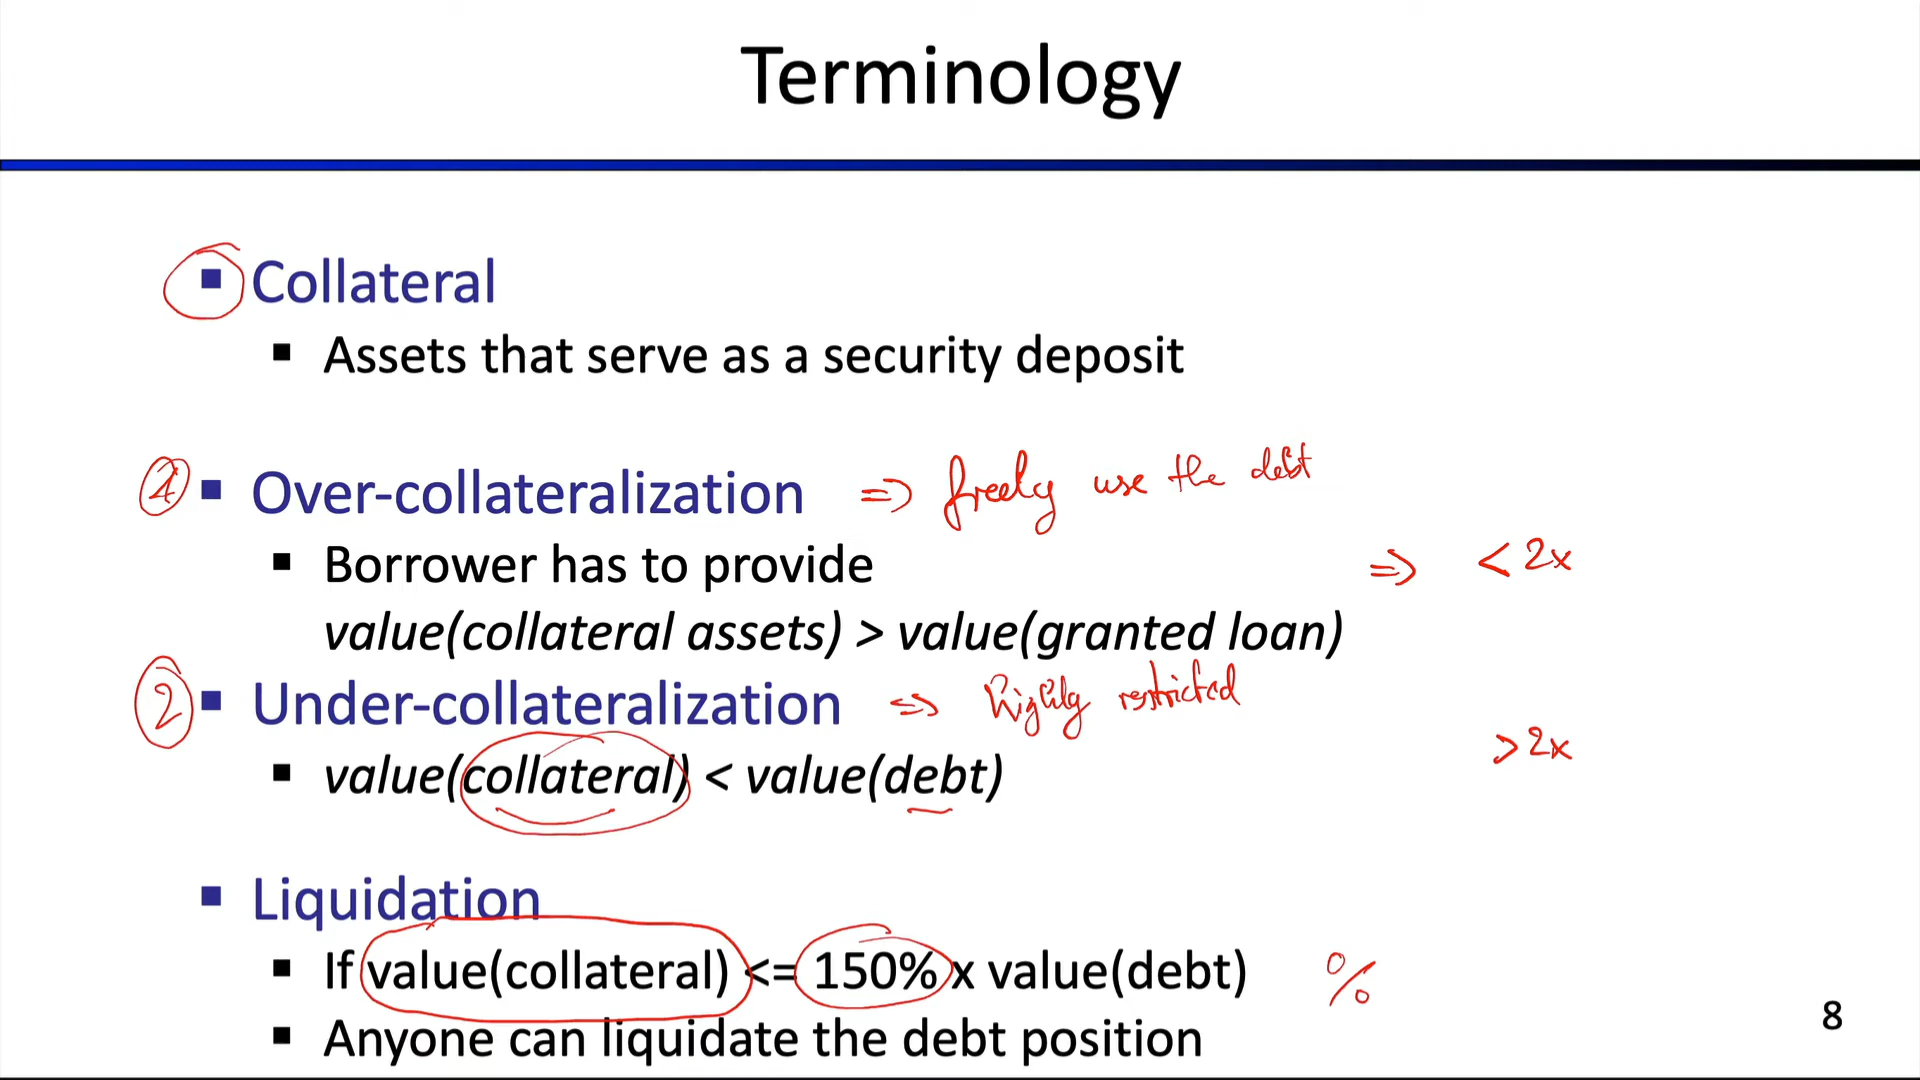 Terminology
Collateral
Assets that serve as a security deposit
1 Over-collateralization => freely use the debt
Borrower has to provide => < 2x
value(collateral assets) > value(granted loan)
2 Under-collateralization => highly restricted
> 2x
value(collateral) < value(debt)
Liquidation
If value(collateral) <= 150% x value(debt) %
Anyone can liquidate the debt position
8